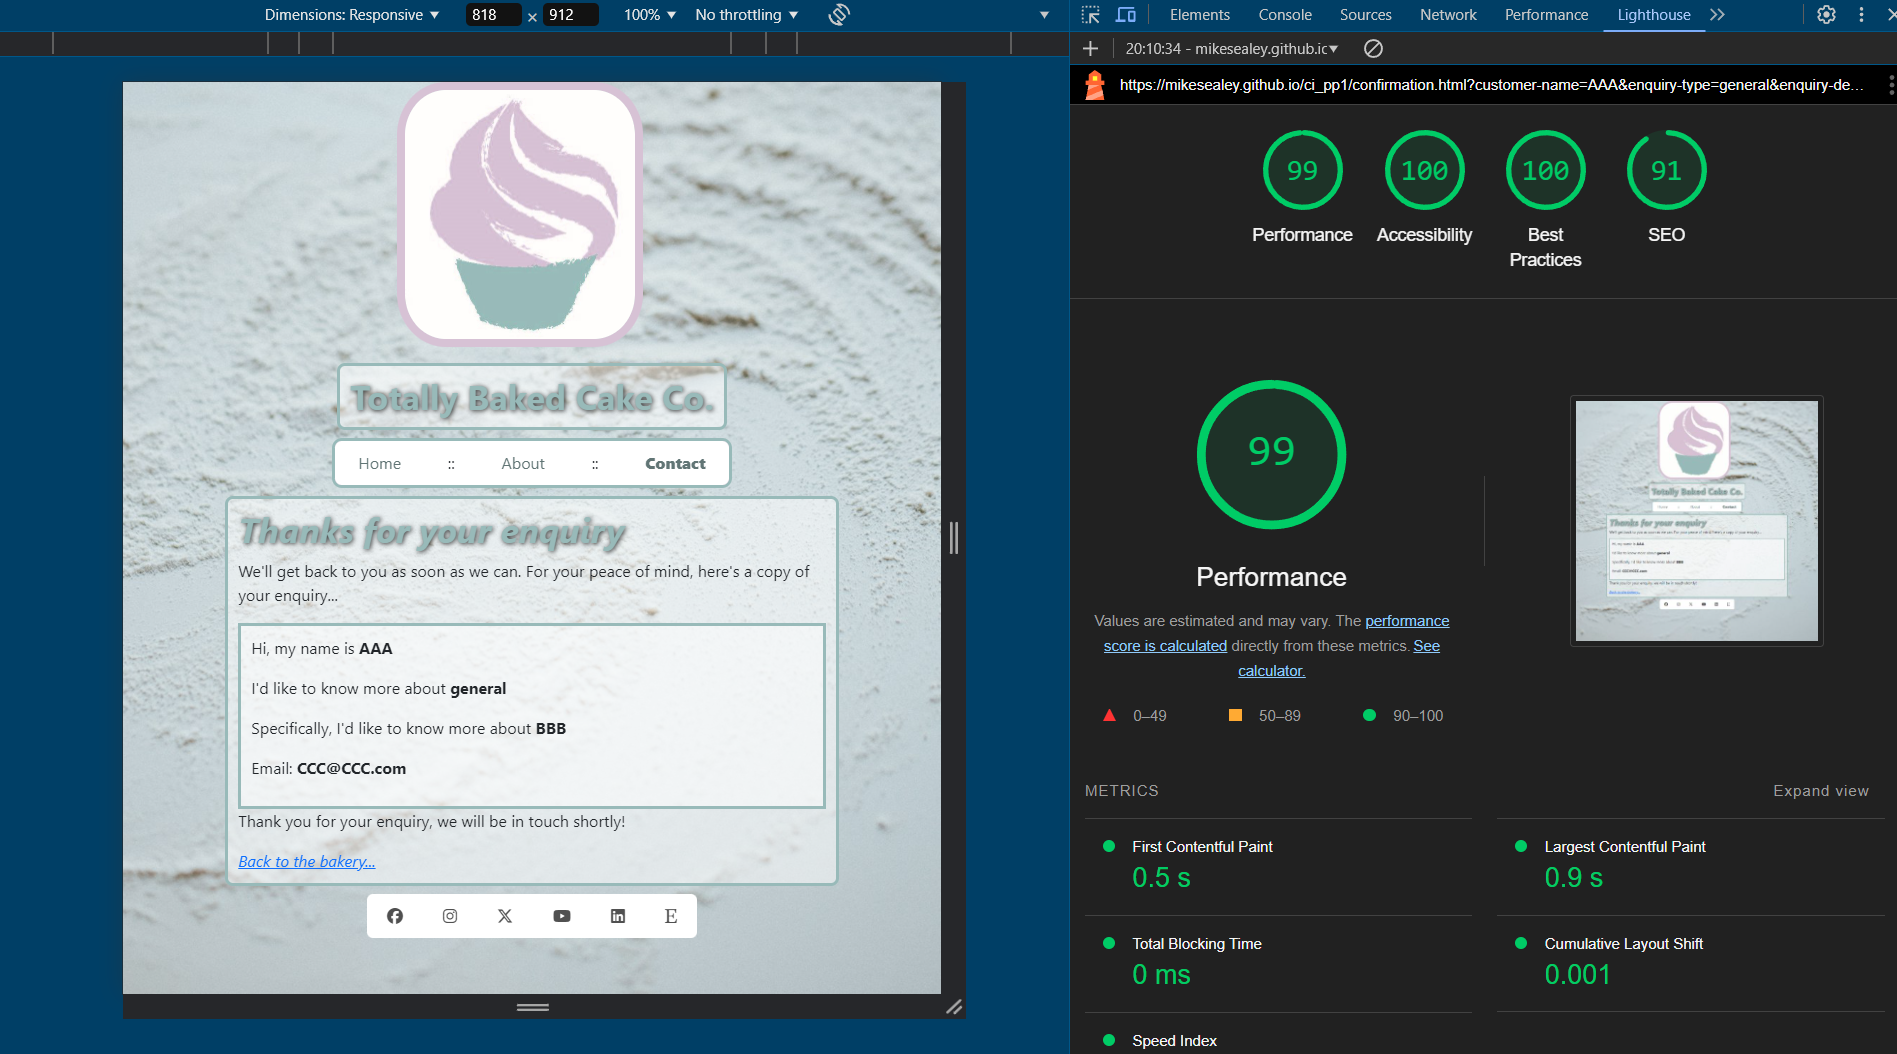 Dimensions: Responsive ▼ 818 × 912 100% ▼ No throttling ▼
Totally Baked Cake Co.
Home :: About :: Contact
Thanks for your enquiry
We'll get back to you as soon as we can. For your peace of mind, here's a copy of
your enquiry...
Hi, my name is AAA
I'd like to know more about general
Specifically, I'd like to know more about BBB
Email: CCC@CCC.com
Thank you for your enquiry, we will be in touch shortly!
Back to the bakery...
Elements Console Sources Network Performance Lighthouse
20:10:34 - mikesealey.github.ic▼
https://mikesealey.github.io/ci_pp1/confirmation.html?customer-name=AAA&enquiry-type=general&enquiry-de…
99 100 100 91
Performance Accessibility Best SEO
Practices
99
Performance
Values are estimated and may vary. The performance
score is calculated directly from these metrics. See
calculator.
0–49 50–89 90–100
Totally Baked Cake Co.
Thanks for your enquiry
METRICS Expand view
First Contentful Paint
0.5 s
Largest Contentful Paint
0.9 s
Total Blocking Time
0 ms
Cumulative Layout Shift
0.001
Speed Index